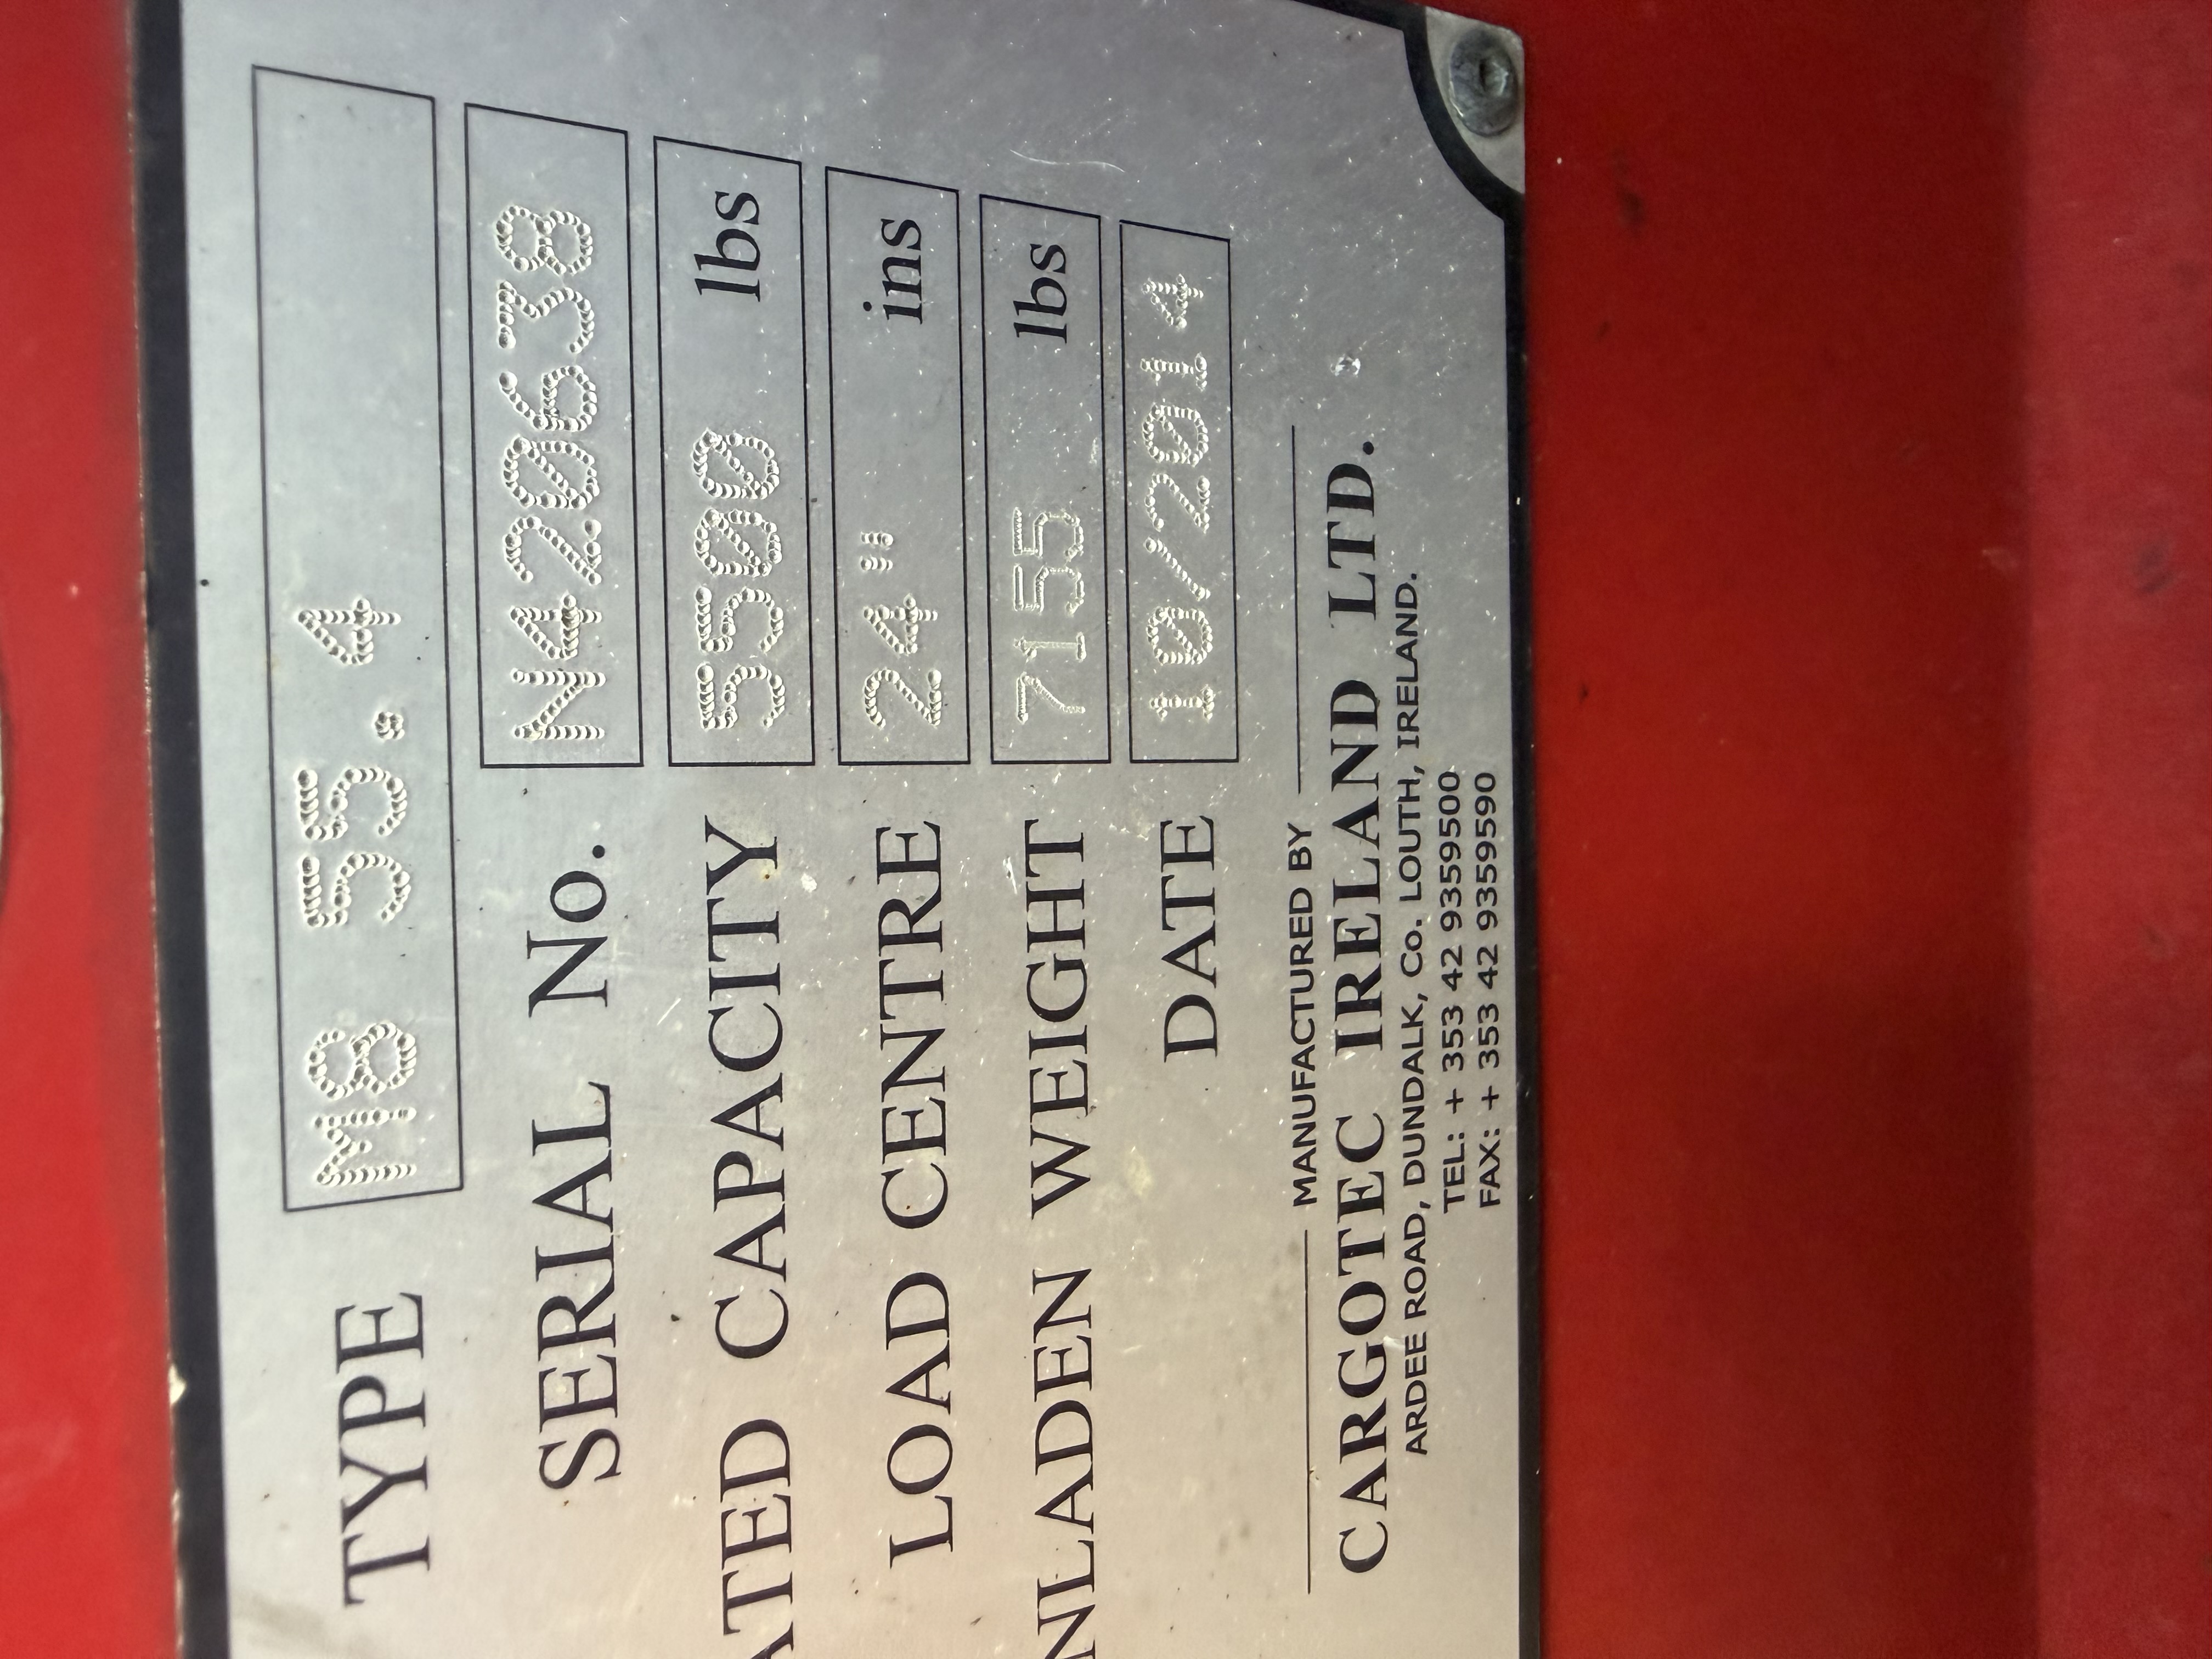 TYPE M8 55.4
SERIAL No. N420638
ATED CAPACITY 5500 lbs
LOAD CENTRE 24" ins
NLADEN WEIGHT 7155 lbs
DATE 10/2014
MANUFACTURED BY
CARGOTEC IRELAND LTD.
ARDEE ROAD, DUNDALK, Co. LOUTH, IRELAND.
TEL: + 353 42 9359500
FAX: + 353 42 9359590